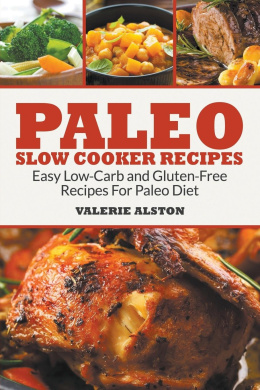 PALEO
SLOW COOKER RECIPES
Easy Low-Carb and Gluten-Free
Recipes For Paleo Diet
VALERIE ALSTON